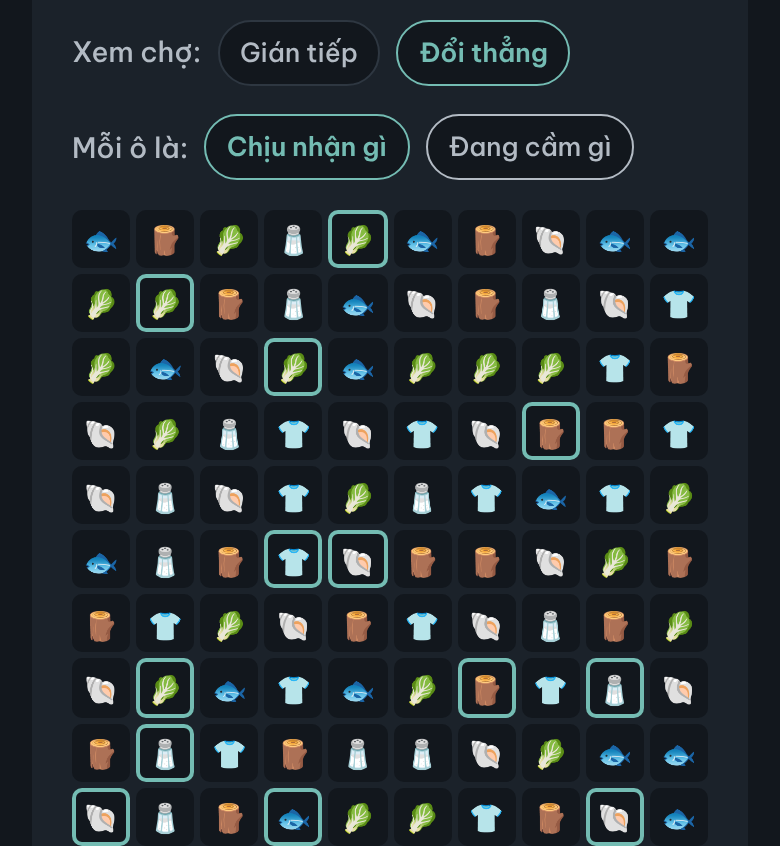 Xem chợ: Gián tiếp Đổi thẳng
Mỗi ô là: Chịu nhận gì Đang cầm gì